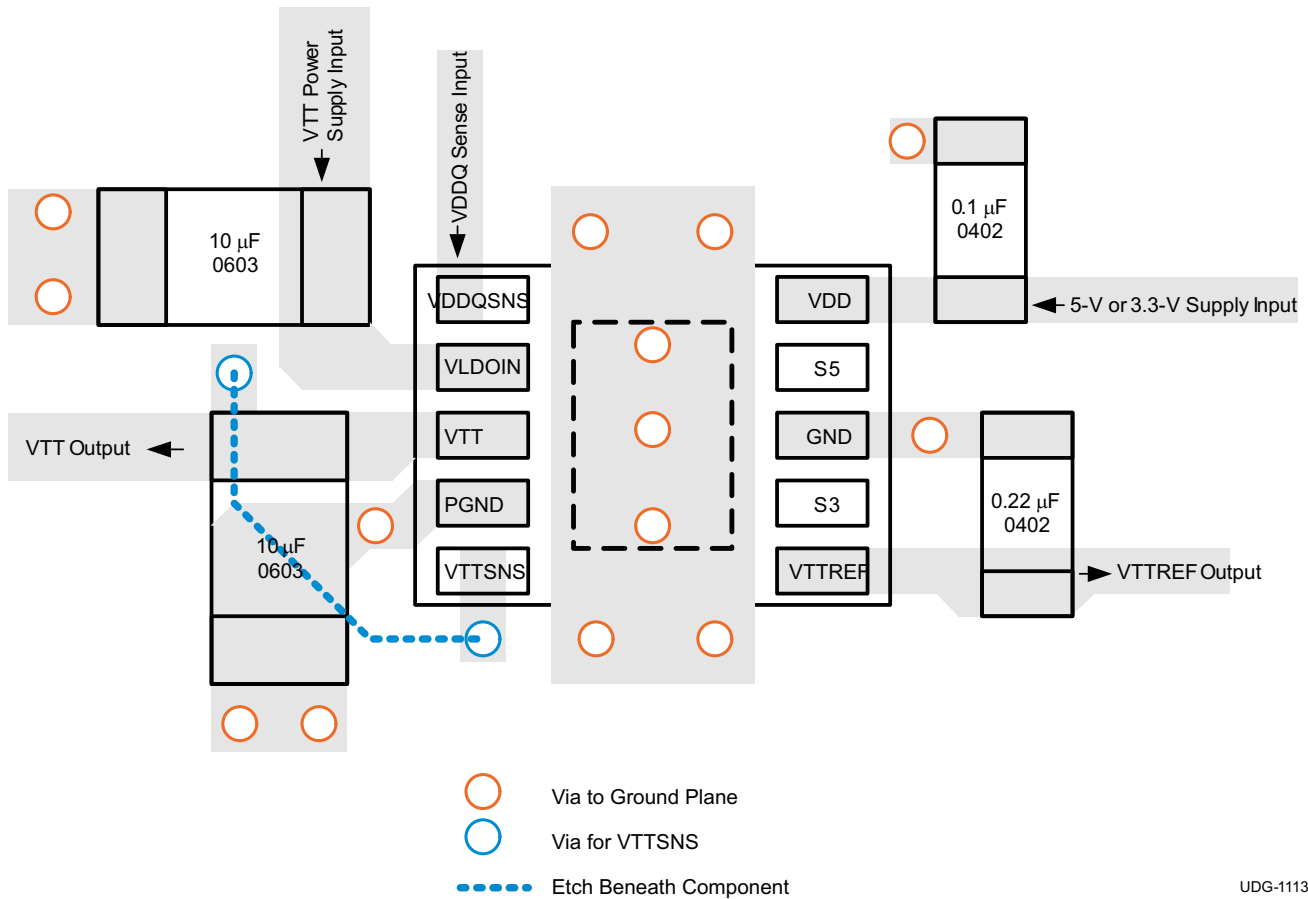 VTT Power
Supply Input
VDDQ Sense Input
10 μF
0603
0.1 μF
0402
VDDQSNS
VDD
5-V or 3.3-V Supply Input
VLDOIN
S5
VTT Output
VTT
GND
PGND
S3
0.22 μF
0402
10 μF
0603
VTTSNS
VTTREF
VTTREF Output
Via to Ground Plane
Via for VTTSNS
Etch Beneath Component
UDG-1113